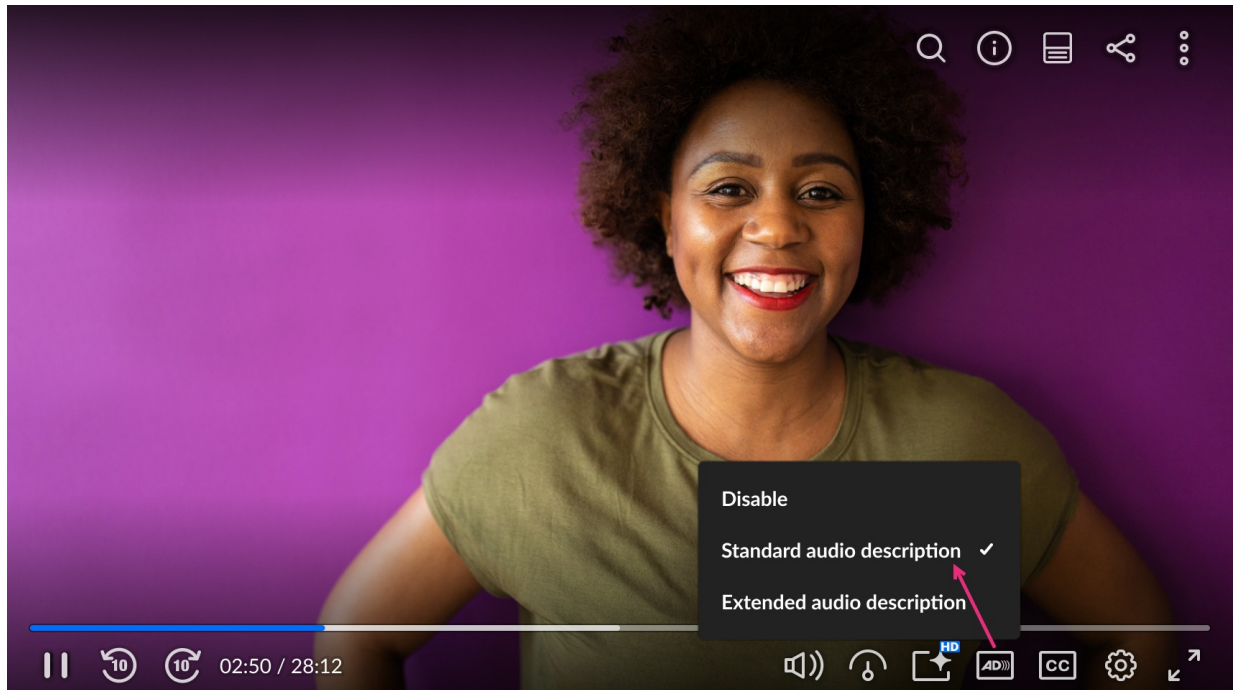 Disable
Standard audio description
Extended audio description
HD
10
10
02:50 / 28:12
AD
CC